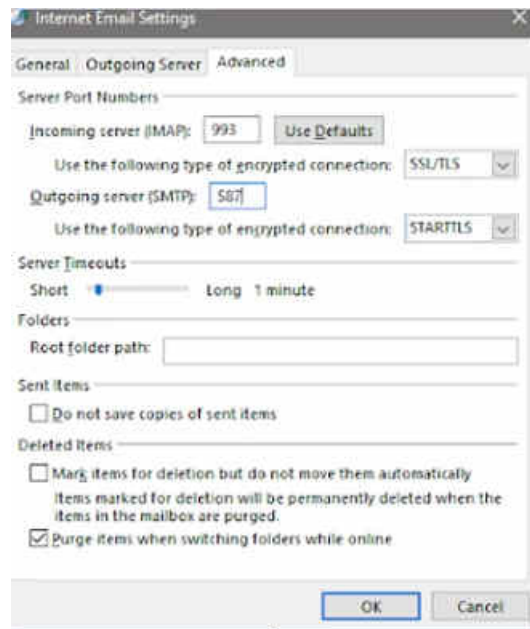 Internet Email Settings
General Outgoing Server Advanced
Server Port Numbers
Incoming server (IMAP): 993 Use Defaults
Use the following type of encrypted connection: SSL/TLS
Outgoing server (SMTP): 587
Use the following type of encrypted connection: STARTTLS
Server Timeouts
Short Long 1 minute
Folders
Root folder path:
Sent Items
Do not save copies of sent items
Deleted Items
Mark items for deletion but do not move them automatically
Items marked for deletion will be permanently deleted when the
items in the mailbox are purged.
Purge items when switching folders while online
OK Cancel